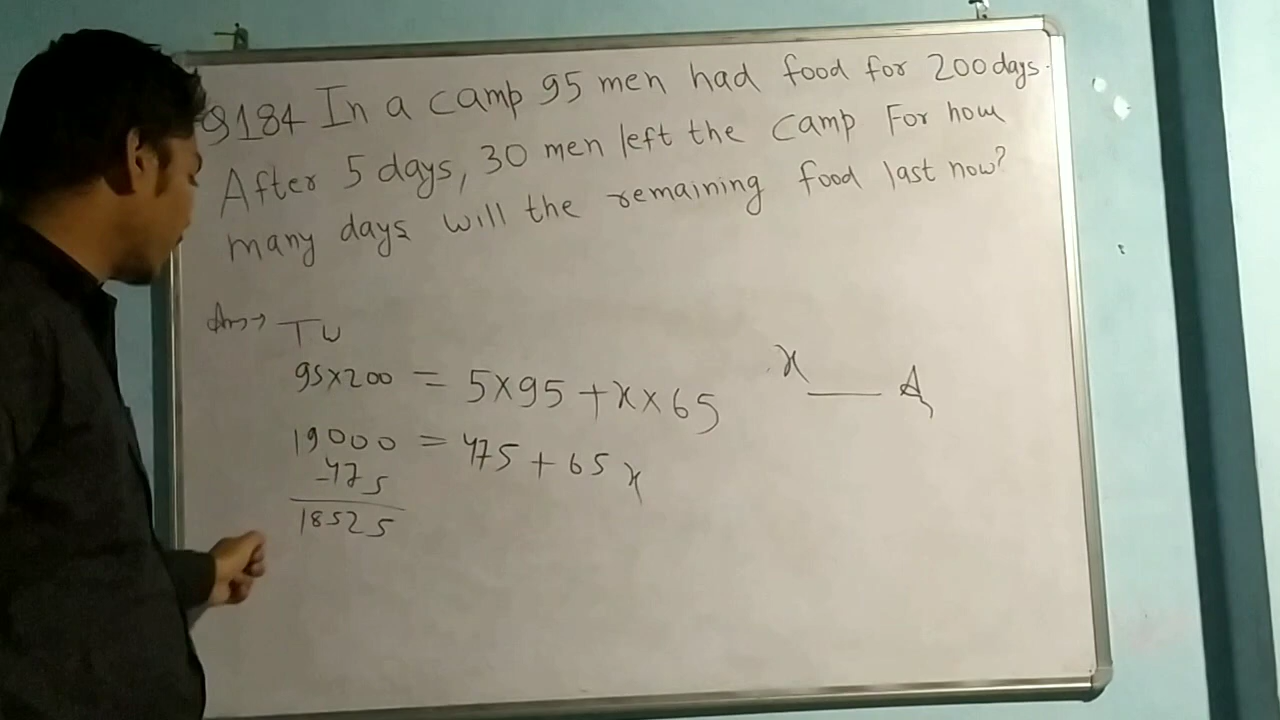 Q184 In a camp 95 men had food for 200 days.
After 5 days, 30 men left the camp For how
many days will the remaining food last now?
Ans→ TU
95×200 = 5×95+x×65
x — A
19000 = 475+65x
-475
18525